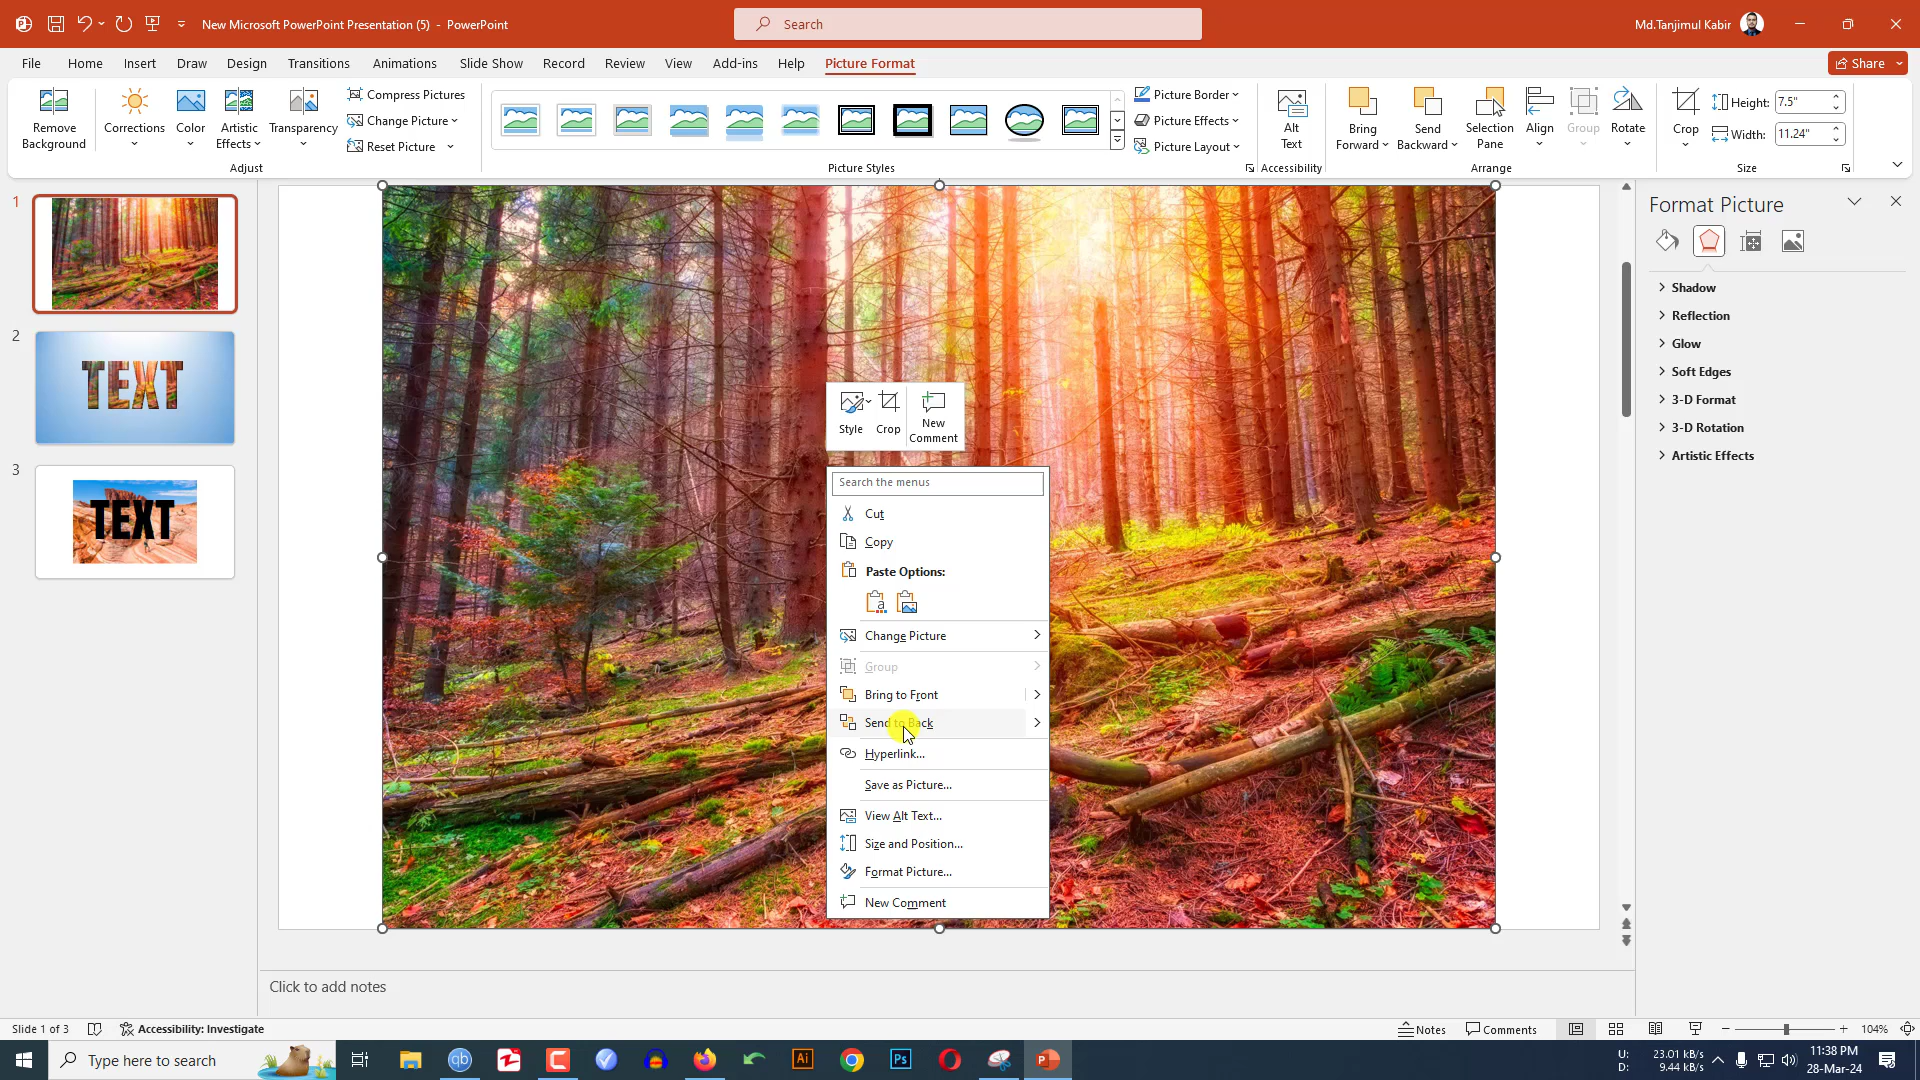 New Microsoft PowerPoint Presentation (5) - PowerPoint
Search
Md.Tanjimul Kabir
File Home Insert Draw Design Transitions Animations Slide Show Record Review View Add-ins Help Picture Format
Share
Remove Background
Corrections
Color
Artistic Effects
Transparency
Compress Pictures
Change Picture
Reset Picture
Adjust
Picture Styles
Picture Border
Picture Effects
Picture Layout
Alt Text
Accessibility
Bring Forward
Send Backward
Selection Pane
Align
Group
Rotate
Arrange
Crop
Height: 7.5"
Width: 11.24"
Size
1
2
TEXT
3
TEXT
Style
Crop
New Comment
Search the menus
Cut
Copy
Paste Options:
Change Picture
Group
Bring to Front
Send to Back
Hyperlink...
Save as Picture...
View Alt Text...
Size and Position...
Format Picture...
New Comment
Format Picture
Shadow
Reflection
Glow
Soft Edges
3-D Format
3-D Rotation
Artistic Effects
Click to add notes
Slide 1 of 3
Accessibility: Investigate
Notes
Comments
104%
Type here to search
qb
Ai
Ps
U: 23.01 kB/s
D: 9.44 kB/s
11:38 PM
28-Mar-24